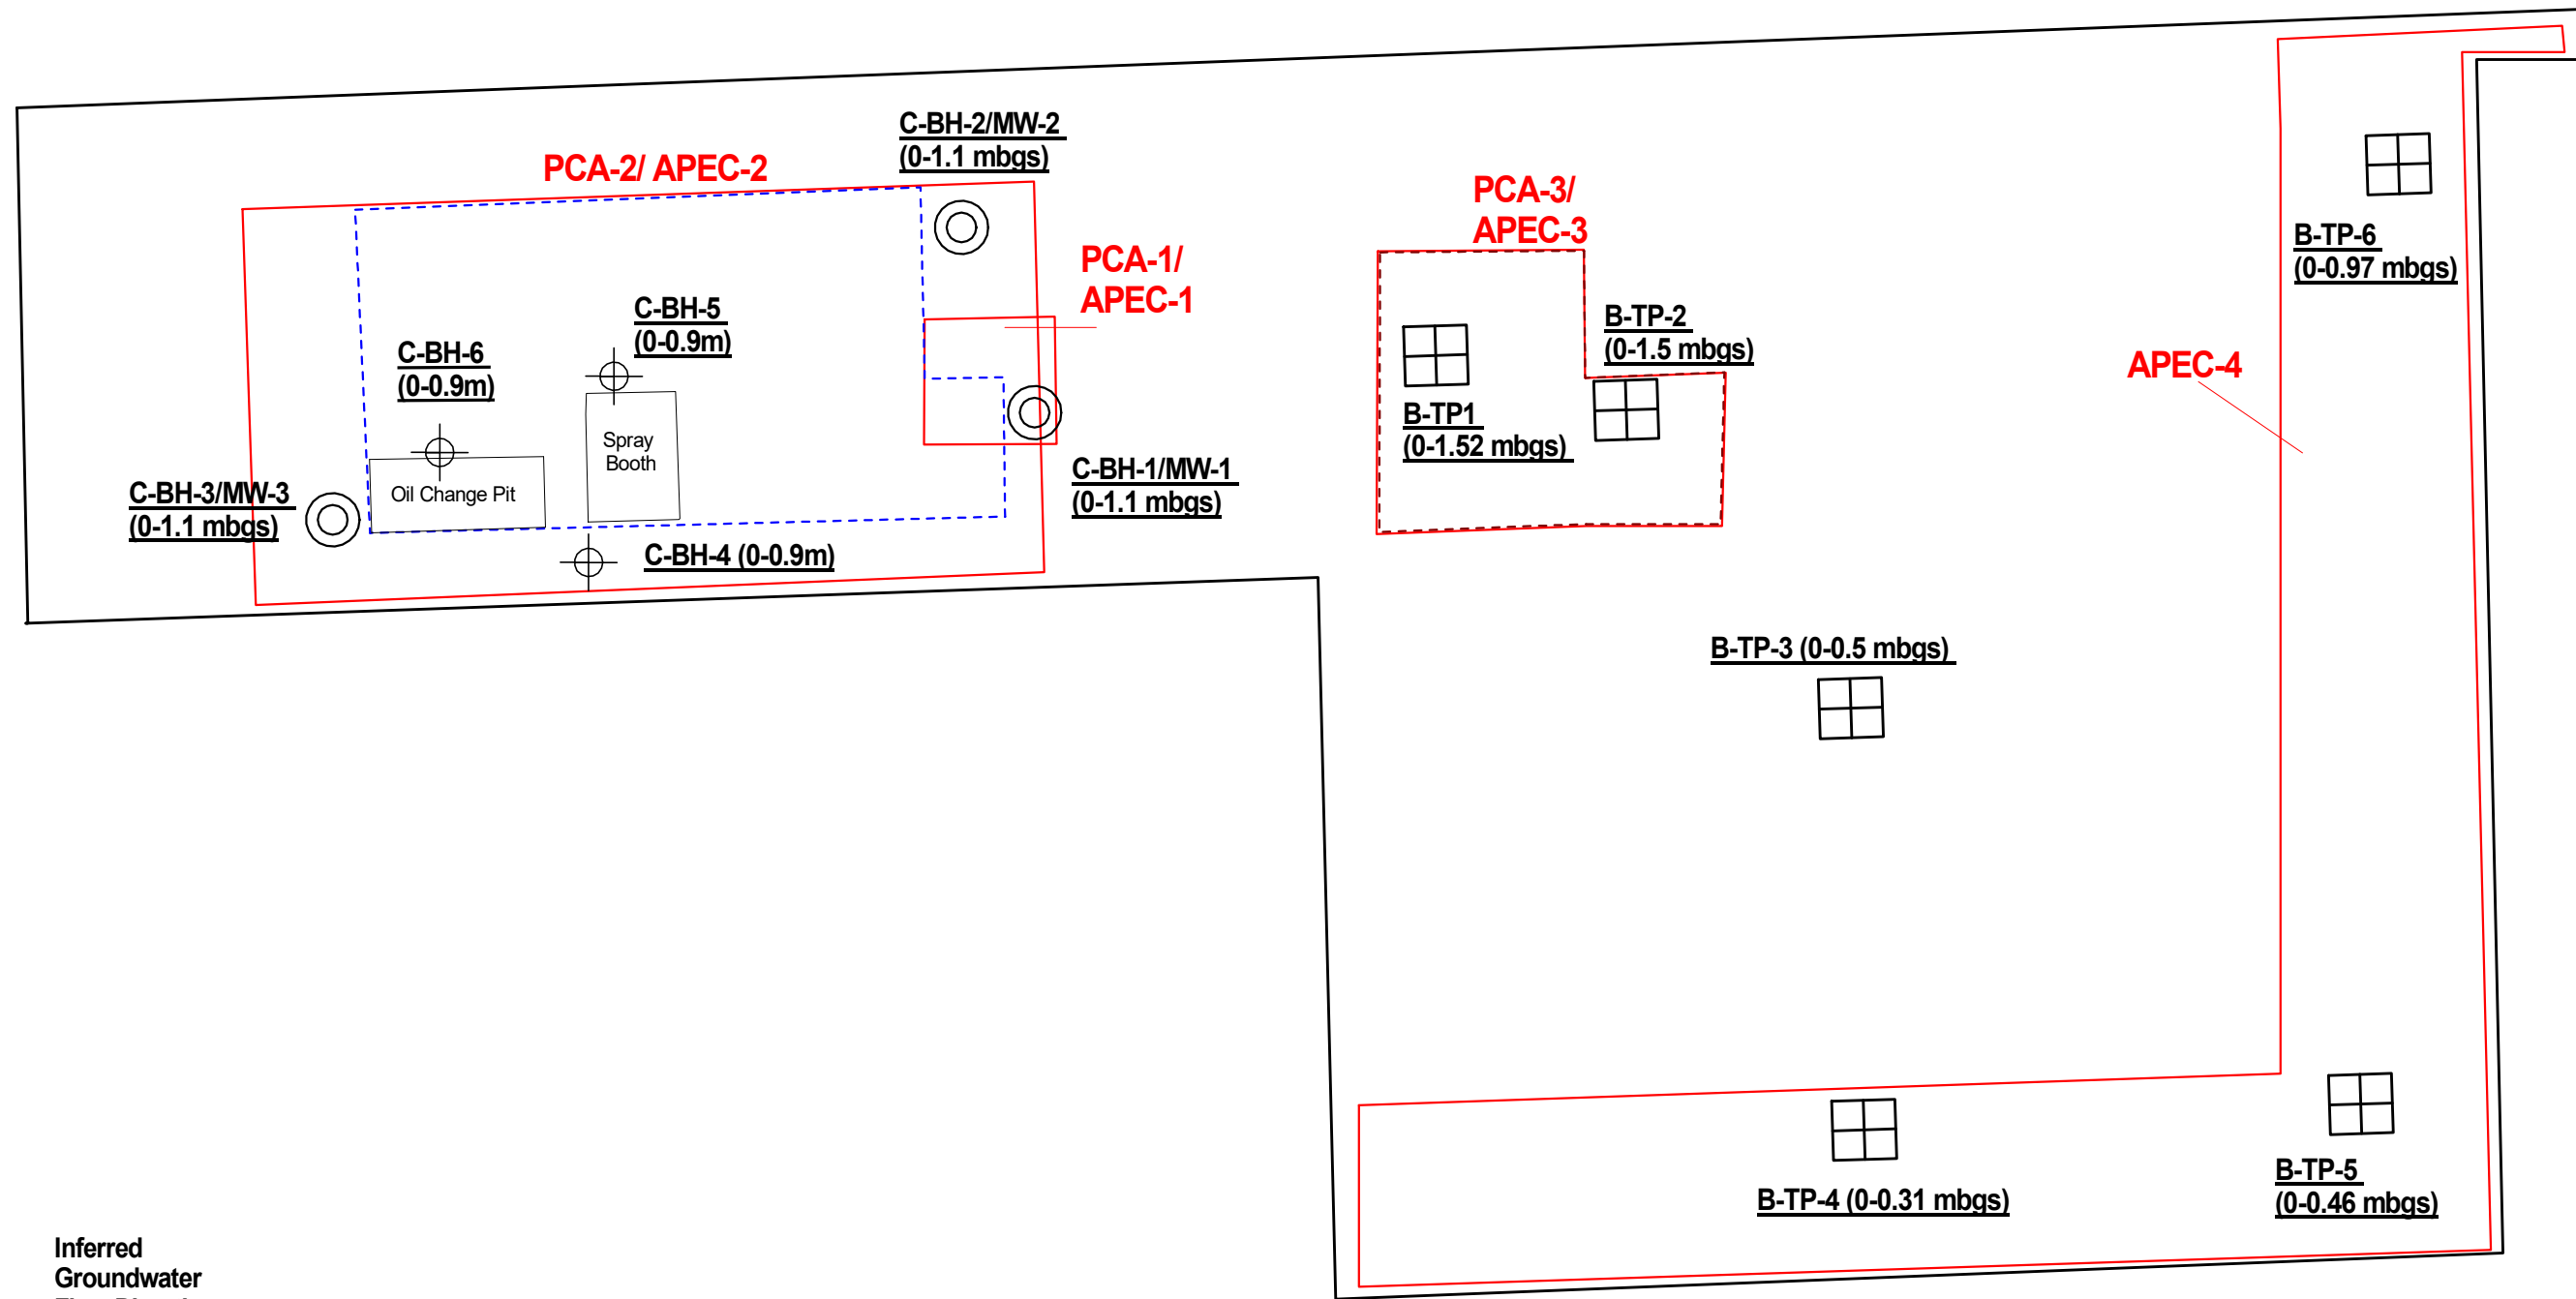 C-BH-2/MW-2
(0-1.1 mbgs)
PCA-2/ APEC-2
PCA-3/
APEC-3
B-TP-6
(0-0.97 mbgs)
PCA-1/
APEC-1
C-BH-5
(0-0.9m)
B-TP-2
(0-1.5 mbgs)
C-BH-6
(0-0.9m)
APEC-4
B-TP1
(0-1.52 mbgs)
Spray
Booth
C-BH-1/MW-1
(0-1.1 mbgs)
C-BH-3/MW-3
(0-1.1 mbgs)
Oil Change Pit
C-BH-4 (0-0.9m)
B-TP-3 (0-0.5 mbgs)
B-TP-5
(0-0.46 mbgs)
B-TP-4 (0-0.31 mbgs)
Inferred
Groundwater